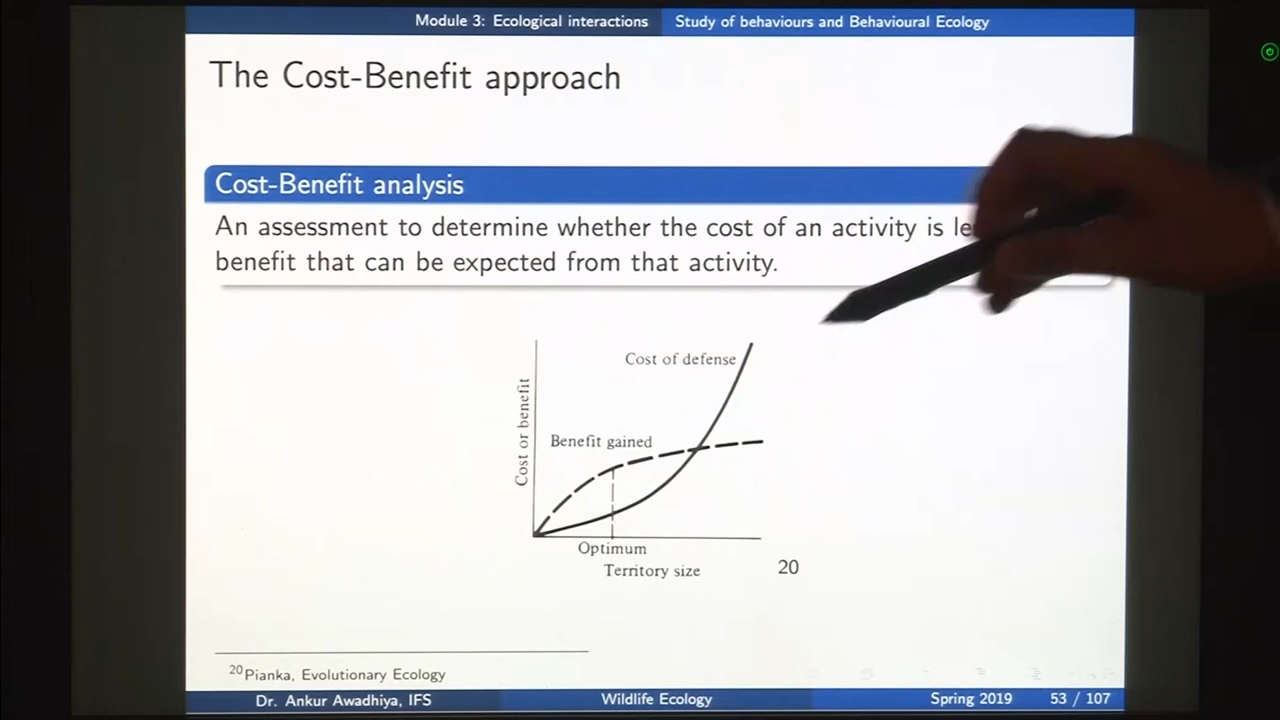 Module 3: Ecological interactions Study of behaviours and Behavioural Ecology
The Cost-Benefit approach
Cost-Benefit analysis
An assessment to determine whether the cost of an activity is
benefit that can be expected from that activity.
Cost of defense
Cost or benefit
Benefit gained
Optimum
Territory size
20
20 Pianka, Evolutionary Ecology
Dr. Ankur Awadhiya, IFS Wildlife Ecology Spring 2019 53 / 107